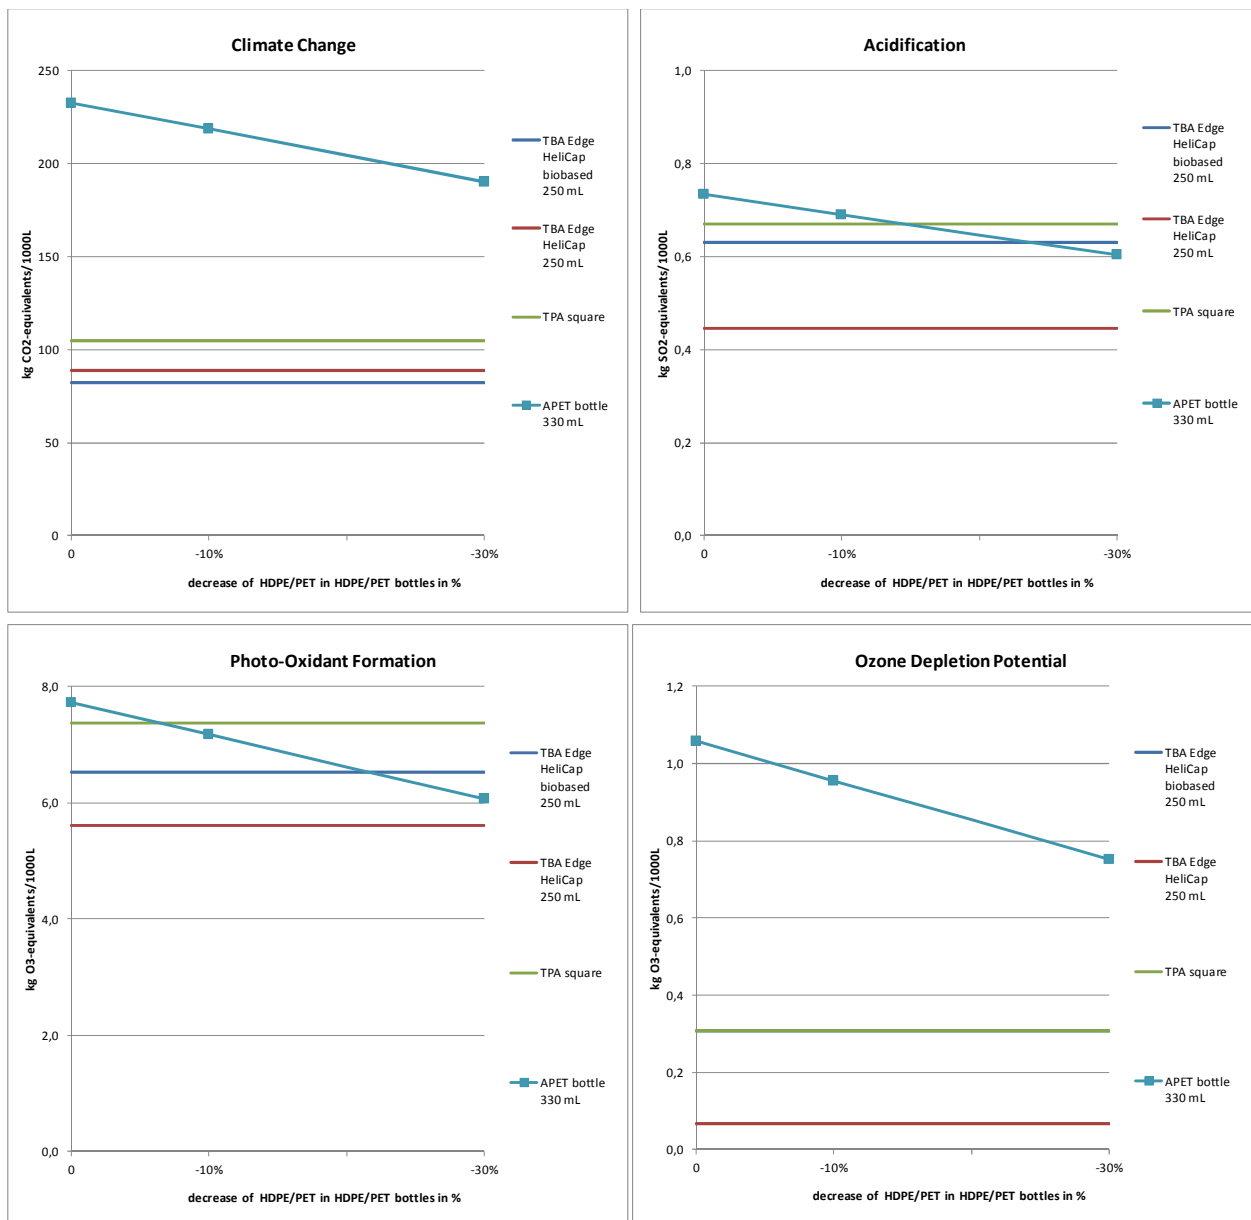 Climate Change
250
200
150
100
50
0
kg CO2-equivalents/1000L
0
-10%
-30%
decrease of HDPE/PET in HDPE/PET bottles in %
TBA Edge
HeliCap
biobased
250 mL
TBA Edge
HeliCap
250 mL
TPA square
APET bottle
330 mL
Acidification
1,0
0,8
0,6
0,4
0,2
0,0
kg SO2-equivalents/1000L
0
-10%
-30%
decrease of HDPE/PET in HDPE/PET bottles in %
TBA Edge
HeliCap
biobased
250 mL
TBA Edge
HeliCap
250 mL
TPA square
APET bottle
330 mL
Photo-Oxidant Formation
8,0
6,0
4,0
2,0
0,0
kg O3-equivalents/1000L
0
-10%
-30%
decrease of HDPE/PET in HDPE/PET bottles in %
TBA Edge
HeliCap
biobased
250 mL
TBA Edge
HeliCap
250 mL
TPA square
APET bottle
330 mL
Ozone Depletion Potential
1,2
1,0
0,8
0,6
0,4
0,2
0,0
kg O3-equivalents/1000L
0
-10%
-30%
decrease of HDPE/PET in HDPE/PET bottles in %
TBA Edge
HeliCap
biobased
250 mL
TBA Edge
HeliCap
250 mL
TPA square
APET bottle
330 mL